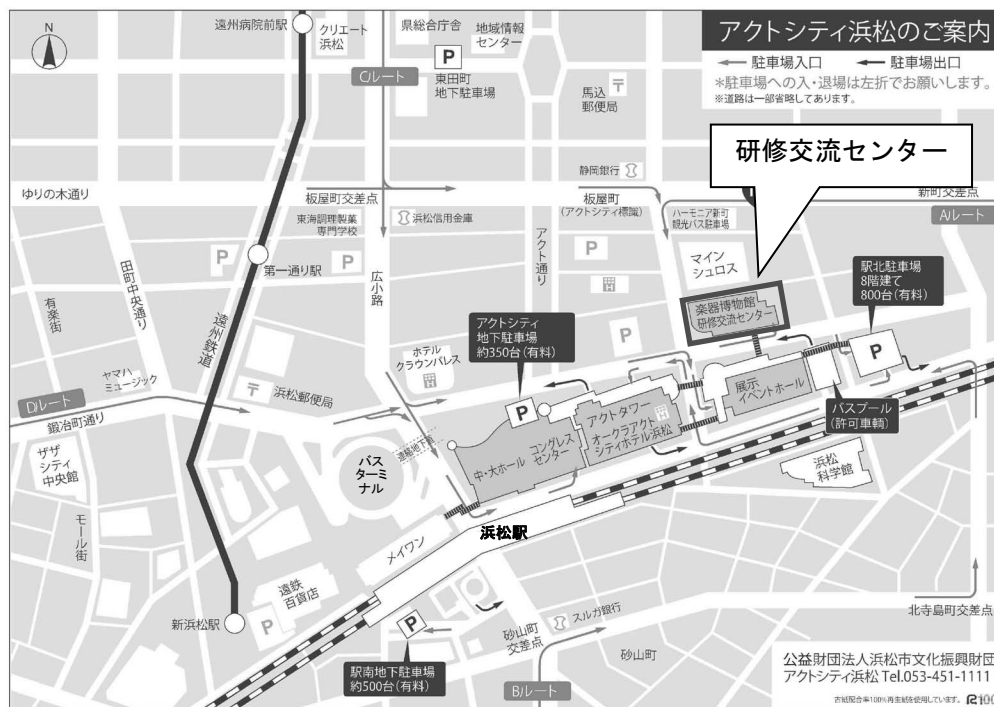 アクトシティ浜松のご案内
駐車場入口
駐車場出口
*駐車場への入・退場は左折でお願いします。
※道路は一部省略してあります。
N
遠州病院前駅
クリエート
浜松
県総合庁舎
地域情報
センター
P
東田町
地下駐車場
Cルート
馬込
郵便局
研修交流センター
静岡銀行
ゆりの木通り
板屋町交差点
板屋町
(アクトシティ標識)
新町交差点
Aルート
東海調理製菓
専門学校
浜松信用金庫
ハーモニア新町
観光バス駐車場
P
P
P
第一通り駅
田町中央通り
有楽街
広小路
アクト通り
マイン
シュロス
駅北駐車場
8階建て
800台(有料)
楽器博物館
研修交流センター
遠州鉄道
アクトシティ
地下駐車場
約350台(有料)
P
P
ホテル
クラウンパレス
ヤマハ
ミュージック
浜松郵便局
P
展示
イベントホール
アクトタワー
オークラアクト
シティホテル浜松
コングレス
センター
中・大ホール
バスプール
(許可車輌)
Dルート
鍛冶町通り
ザザ
シティ
中央館
バス
ターミ
ナル
連絡地下道
浜松
科学館
モール街
メイワン
浜松駅
遠鉄
百貨店
新浜松駅
P
P
駅南地下駐車場
約500台(有料)
砂山町
交差点
スルガ銀行
砂山町
北寺島町交差点
Bルート
公益財団法人浜松市文化振興財団
アクトシティ浜松 Tel.053-451-1111
古紙配合率100%再生紙を使用しています。
R100